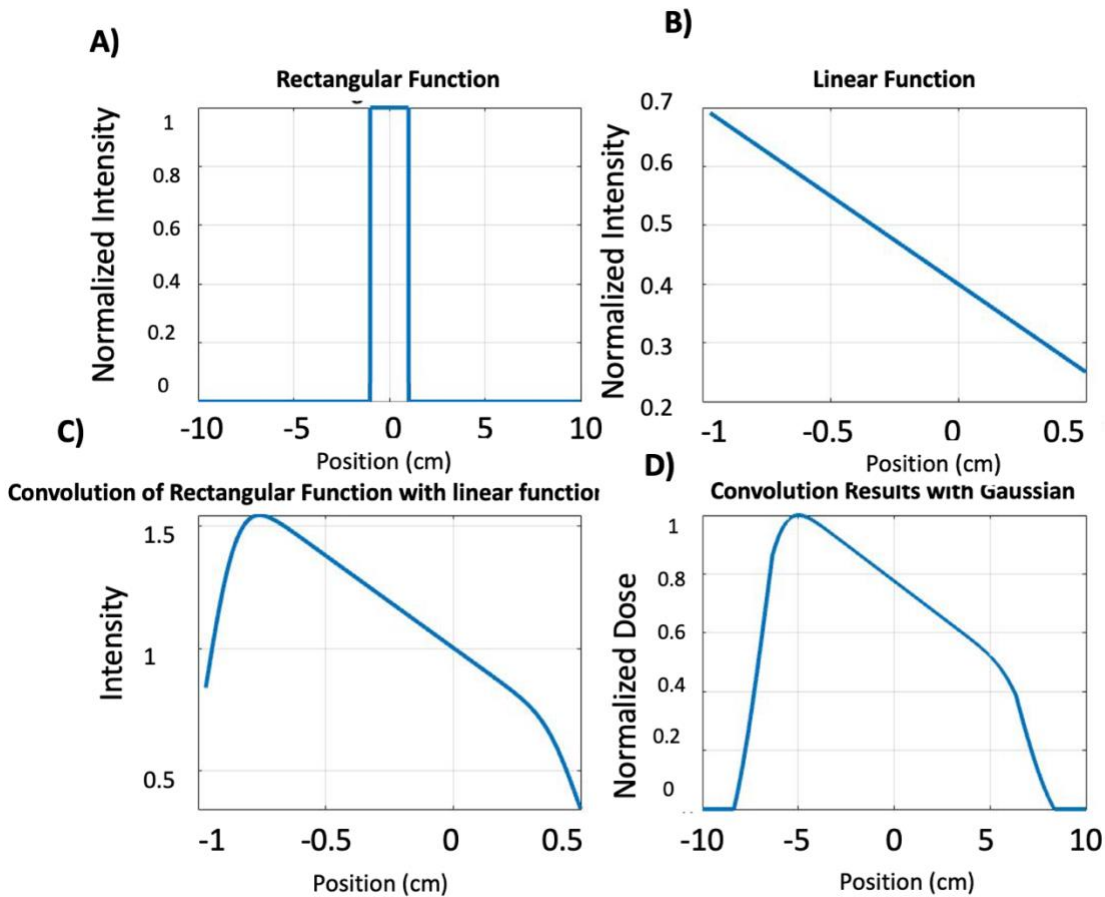 A)
Rectangular Function
Normalized Intensity
1
0.8
0.6
0.4
0.2
0
-10 -5 0 5 10
Position (cm)
B)
Linear Function
Normalized Intensity
0.7
0.6
0.5
0.4
0.3
0.2
-1 -0.5 0 0.5
Position (cm)
C)
Convolution of Rectangular Function with linear function
Intensity
1.5
1
0.5
-1 -0.5 0 0.5
Position (cm)
D)
Convolution Results with Gaussian
Normalized Dose
1
0.8
0.6
0.4
0.2
0
-10 -5 0 5 10
Position (cm)